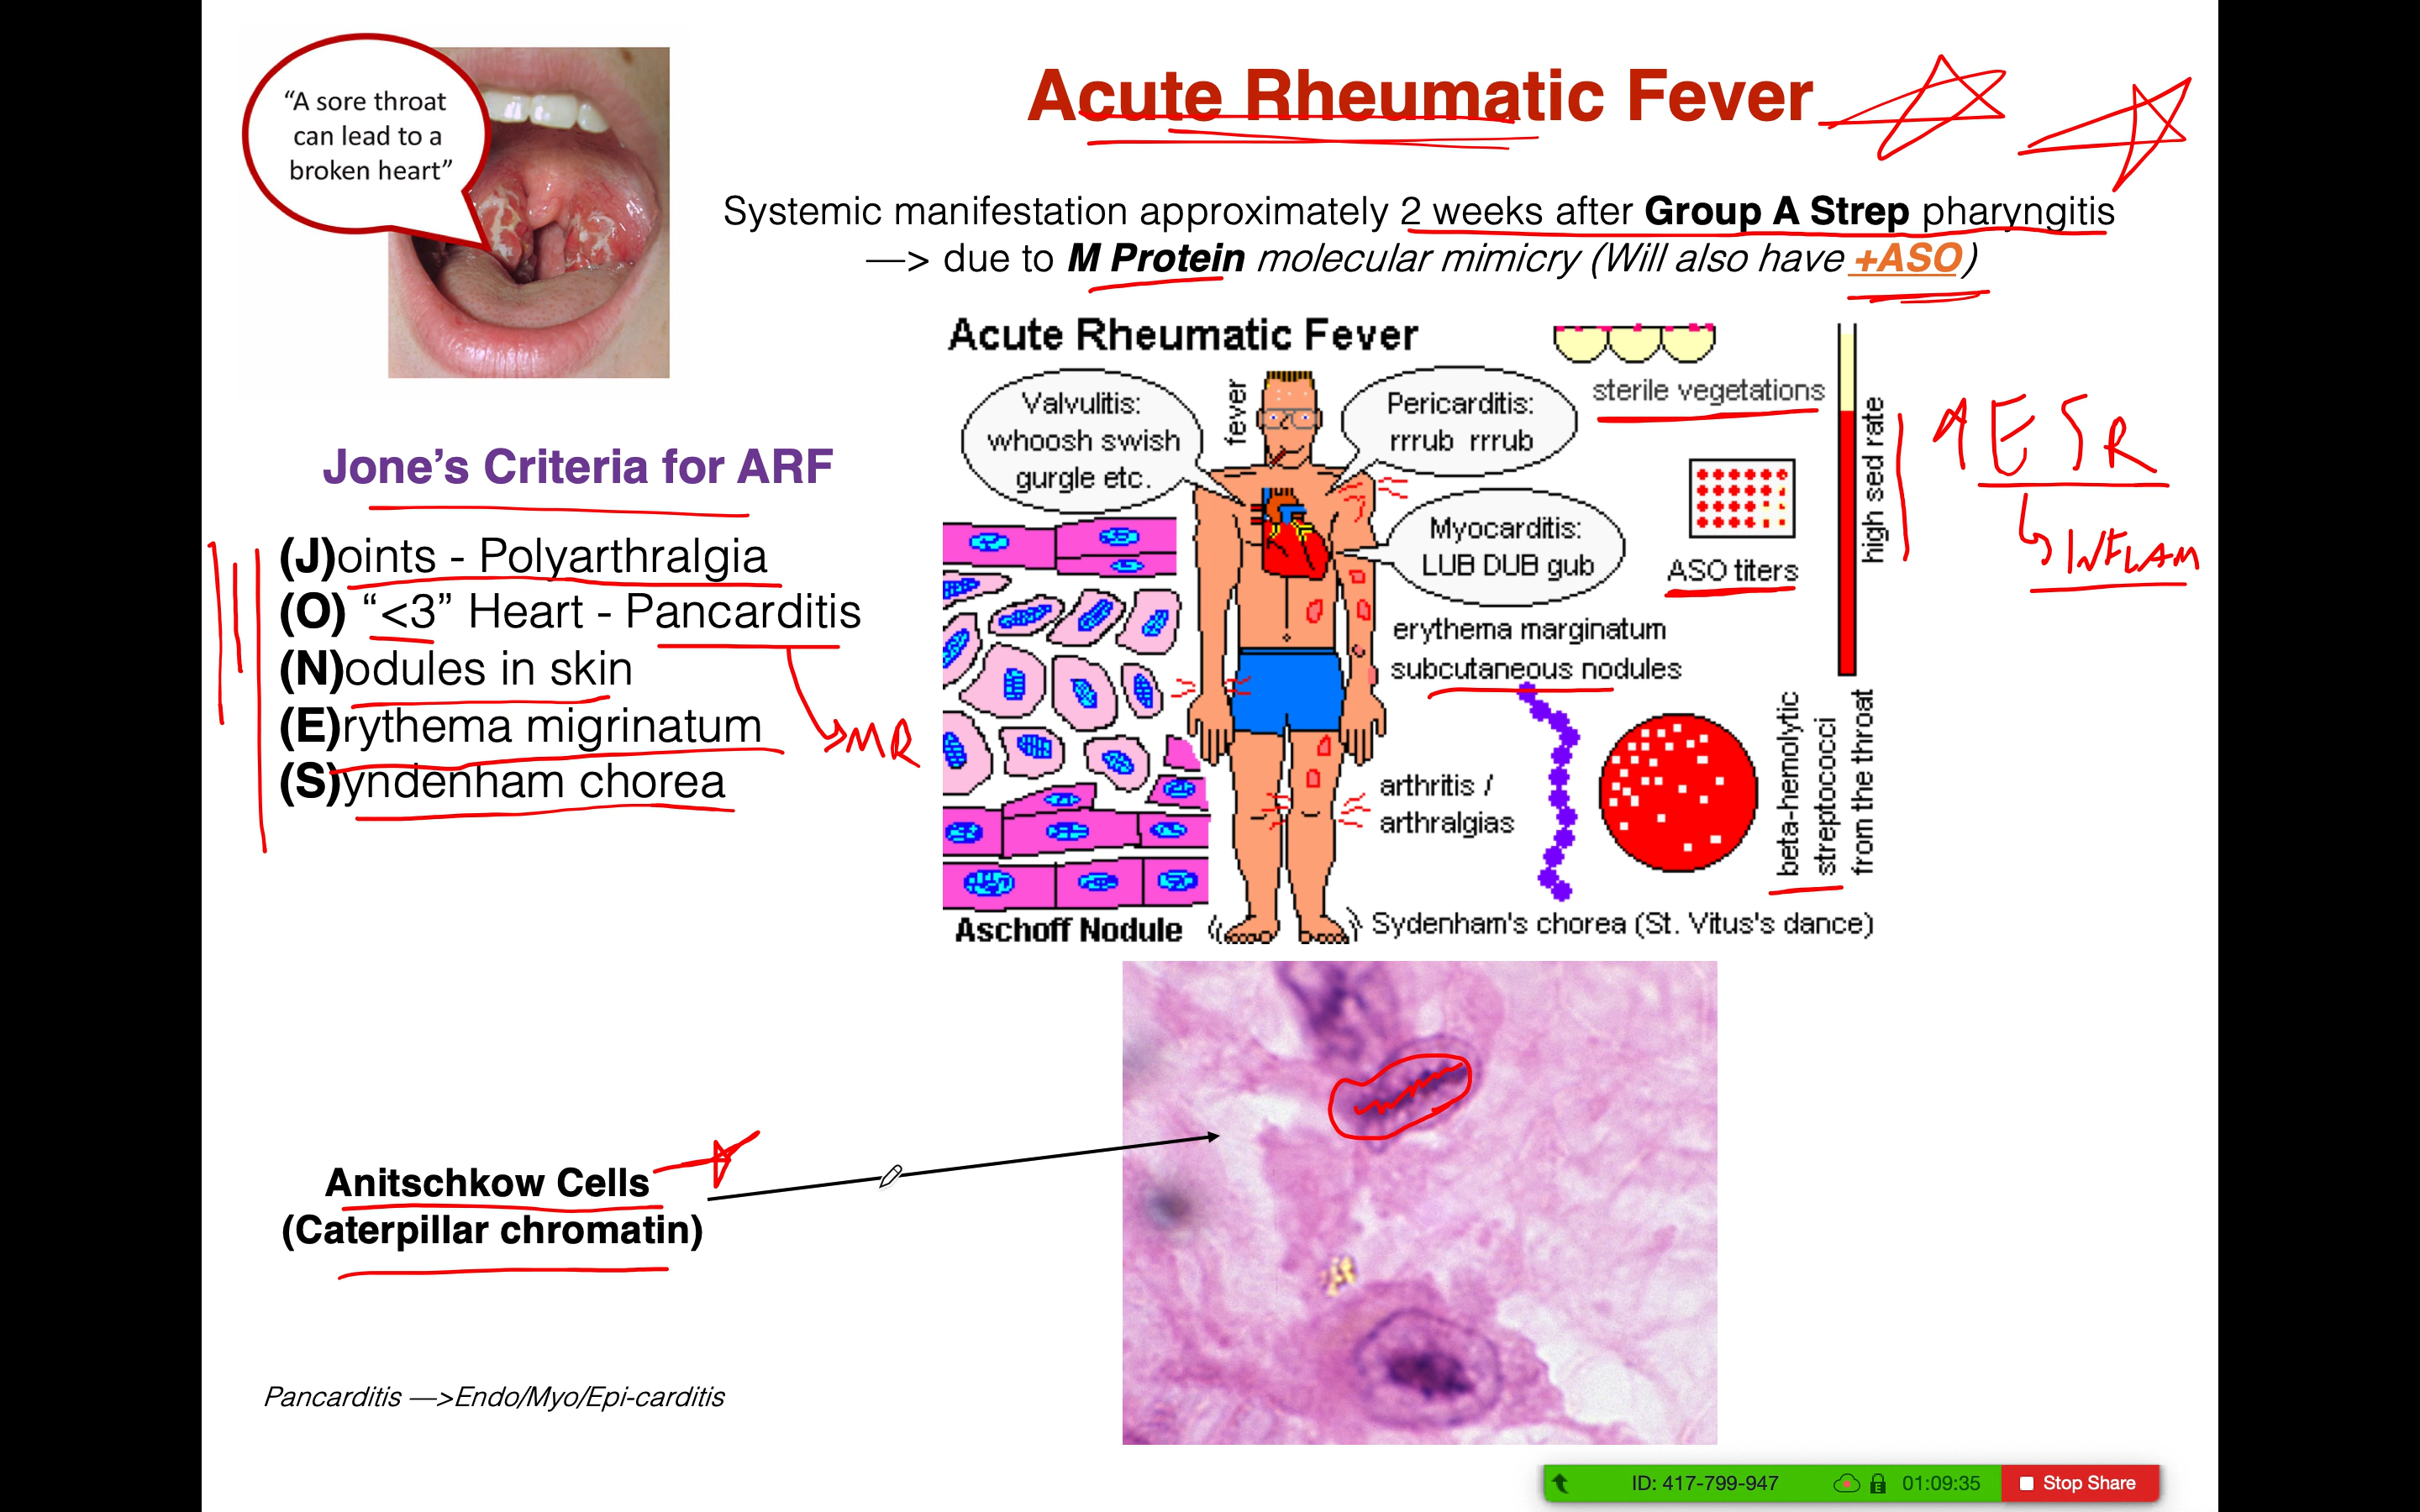 “A sore throat
can lead to a
broken heart”
Acute Rheumatic Fever
Systemic manifestation approximately 2 weeks after Group A Strep pharyngitis
—> due to M Protein molecular mimicry (Will also have +ASO)
Jone’s Criteria for ARF
(J)oints - Polyarthralgia
(O) “<3” Heart - Pancarditis
(N)odules in skin
(E)rythema migrinatum
(S)yndenham chorea
MR
Acute Rheumatic Fever
Valvulitis:
whoosh swish
gurgle etc.
fever
Pericarditis:
rrrub rrrub
Myocarditis:
LUB DUB gub
sterile vegetations
ASO titers
high sed rate
↑ESR
INFLAM
erythema marginatum
subcutaneous nodules
arthritis /
arthralgias
beta-hemolytic
streptococci
from the throat
Aschoff Nodule
Sydenham's chorea (St. Vitus's dance)
Anitschkow Cells
(Caterpillar chromatin)
Pancarditis —>Endo/Myo/Epi-carditis
ID: 417-799-947
E
01:09:35
Stop Share